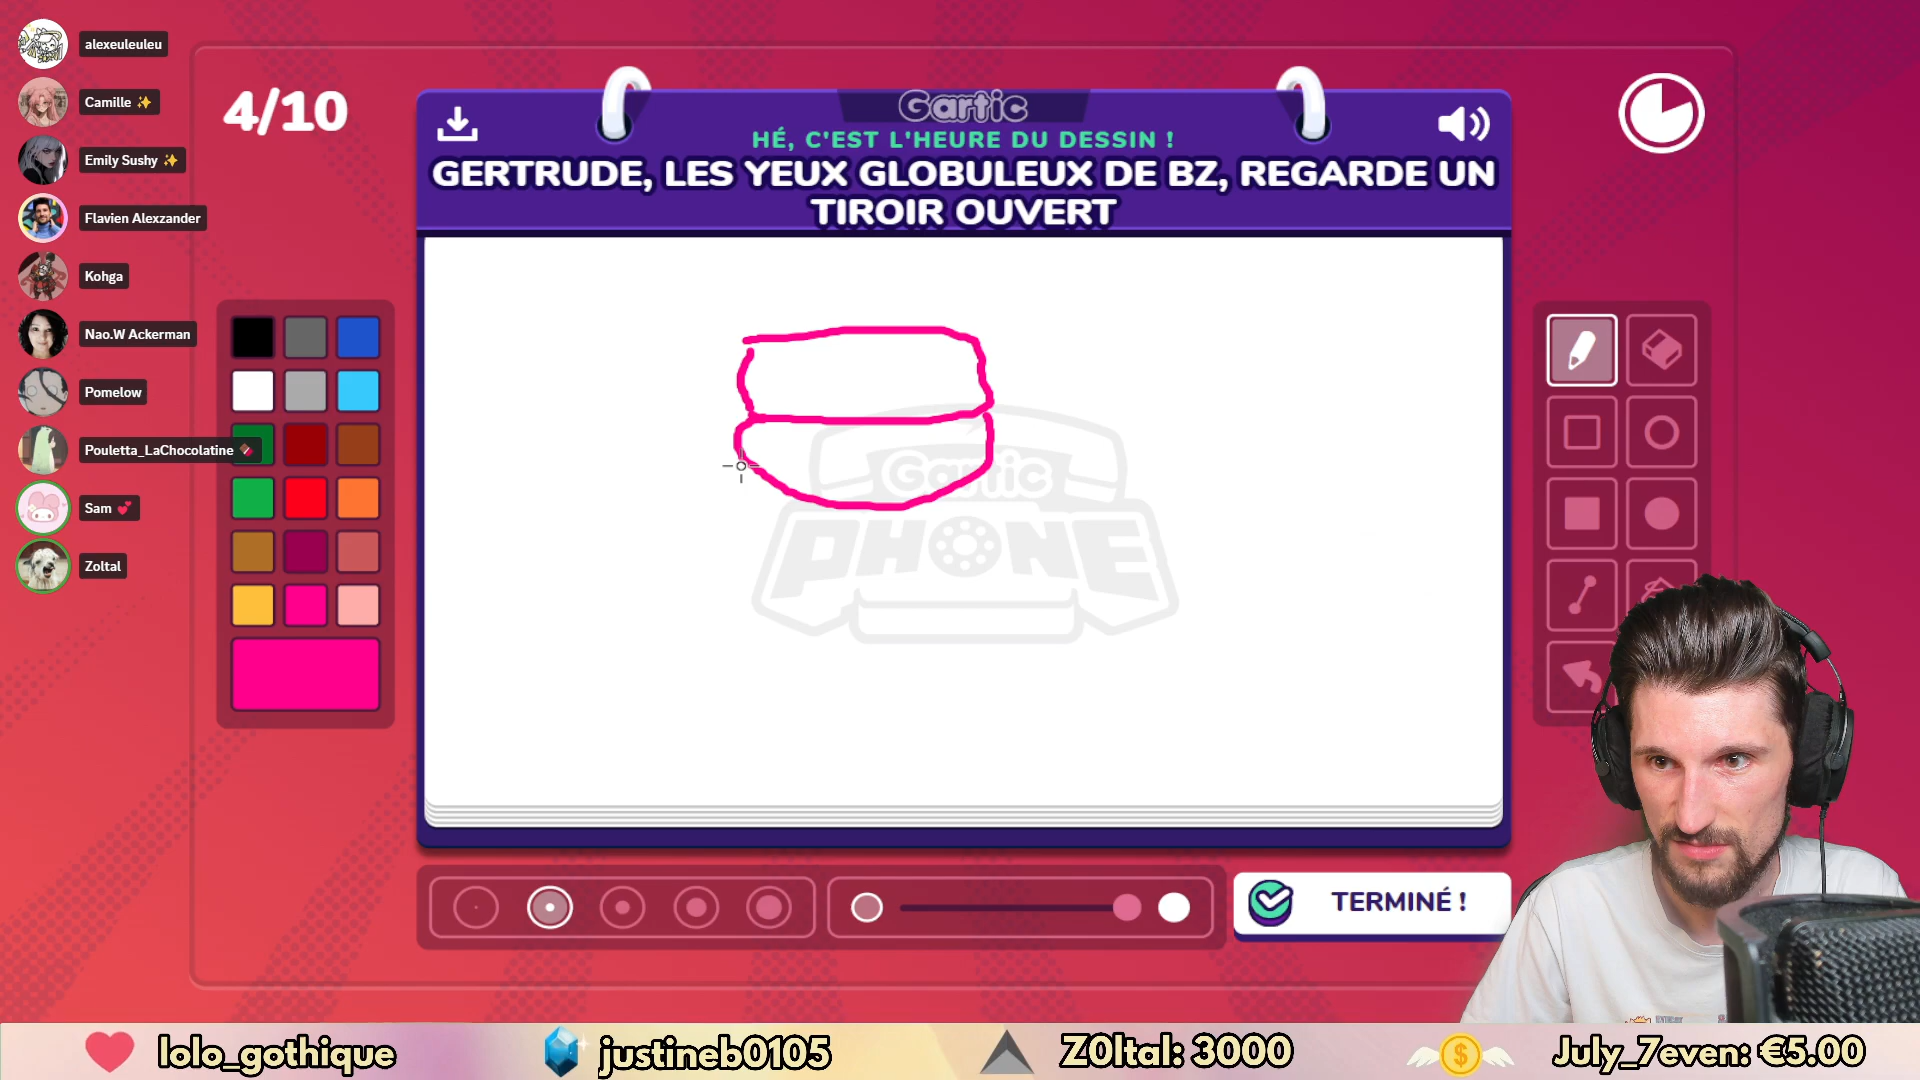 alexeuleuleu
Camille ✨
Emily Sushy ✨
Flavien Alexzander
Kohga
Nao.W Ackerman
Pomelow
Pouletta_LaChocolatine 🍫
Sam 💕
Zoltal
4/10
Gartic
HÉ, C'EST L'HEURE DU DESSIN !
GERTRUDE, LES YEUX GLOBULEUX DE BZ, REGARDE UN
TIROIR OUVERT
Gartic
PHONE
TERMINÉ !
lolo_gothique
justineb0105
Z0ltal: 3000
July_7even: €5.00